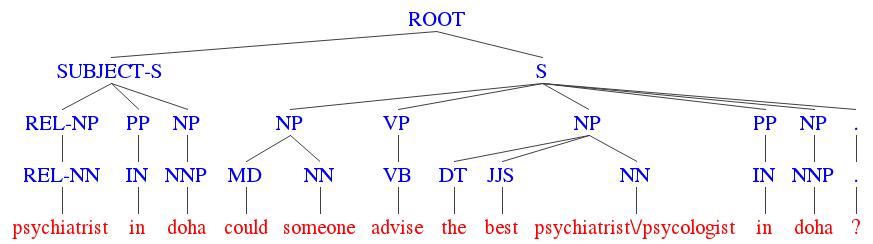 ROOT
SUBJECT-S S
REL-NP PP NP NP VP NP PP NP .
REL-NN IN NNP MD NN VB DT JJS NN IN NNP .
psychiatrist in doha could someone advise the best psychiatrist\/psycologist in doha ?